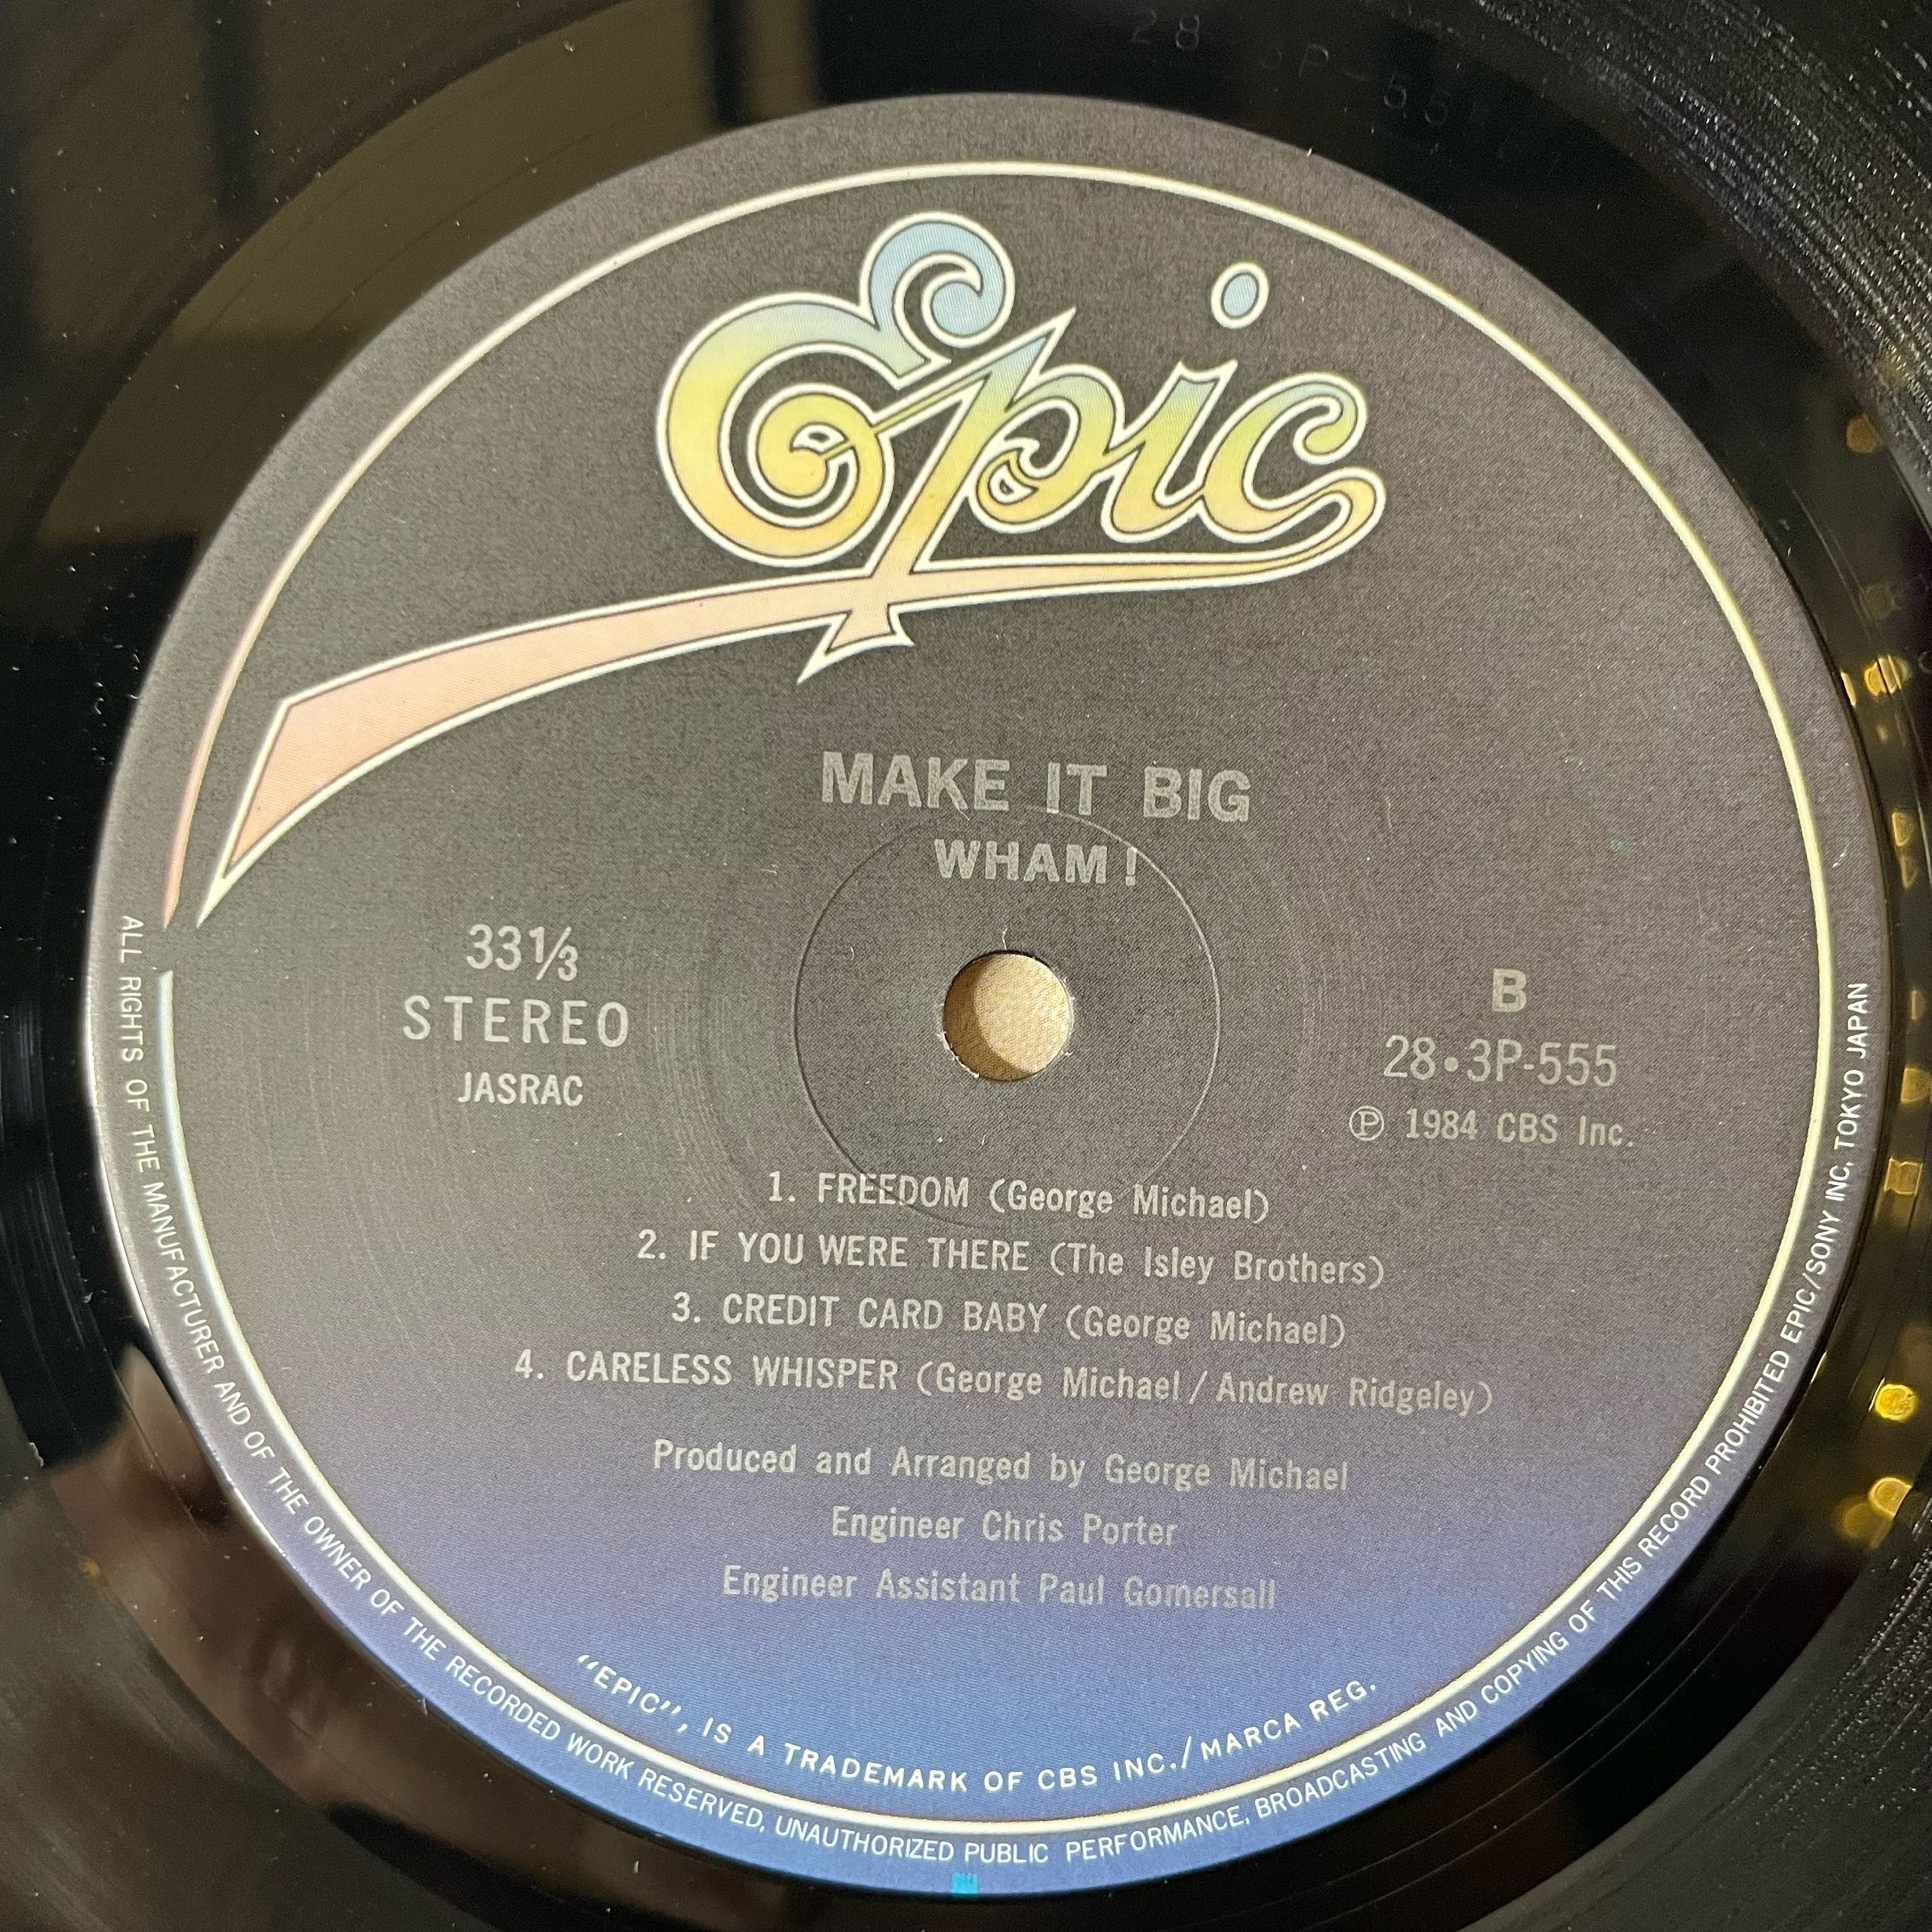 Epic
MAKE IT BIG
WHAM!
33⅓
STEREO
JASRAC
B
28•3P-555
℗ 1984 CBS Inc.
1. FREEDOM (George Michael)
2. IF YOU WERE THERE (The Isley Brothers)
3. CREDIT CARD BABY (George Michael)
4. CARELESS WHISPER (George Michael/Andrew Ridgeley)
Produced and Arranged by George Michael
Engineer Chris Porter
Engineer Assistant Paul Gomersall
"EPIC", IS A TRADEMARK OF CBS INC./MARCA REG.
ALL RIGHTS OF THE MANUFACTURER AND OF THE OWNER OF THE RECORDED WORK RESERVED, UNAUTHORIZED PUBLIC PERFORMANCE, BROADCASTING AND COPYING OF THIS RECORD PROHIBITED EPIC/SONY INC, TOKYO JAPAN